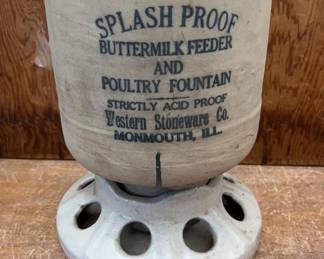 SPLASH PROOF
BUTTERMILK FEEDER
AND
POULTRY FOUNTAIN
STRICTLY ACID PROOF
Western Stoneware Co.
MONMOUTH, ILL.